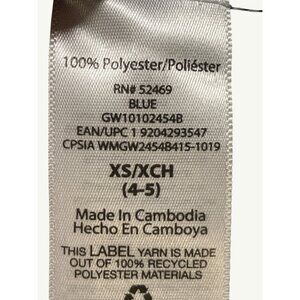 100% Polyester/Poliéster
RN# 52469
BLUE
GW10102454B
EAN/UPC 1 9204293547
CPSIA WMGW2454B415-1019
XS/XCH
(4-5)
Made In Cambodia
Hecho En Camboya
THIS LABEL YARN IS MADE
OUT OF 100% RECYCLED
POLYESTER MATERIALS